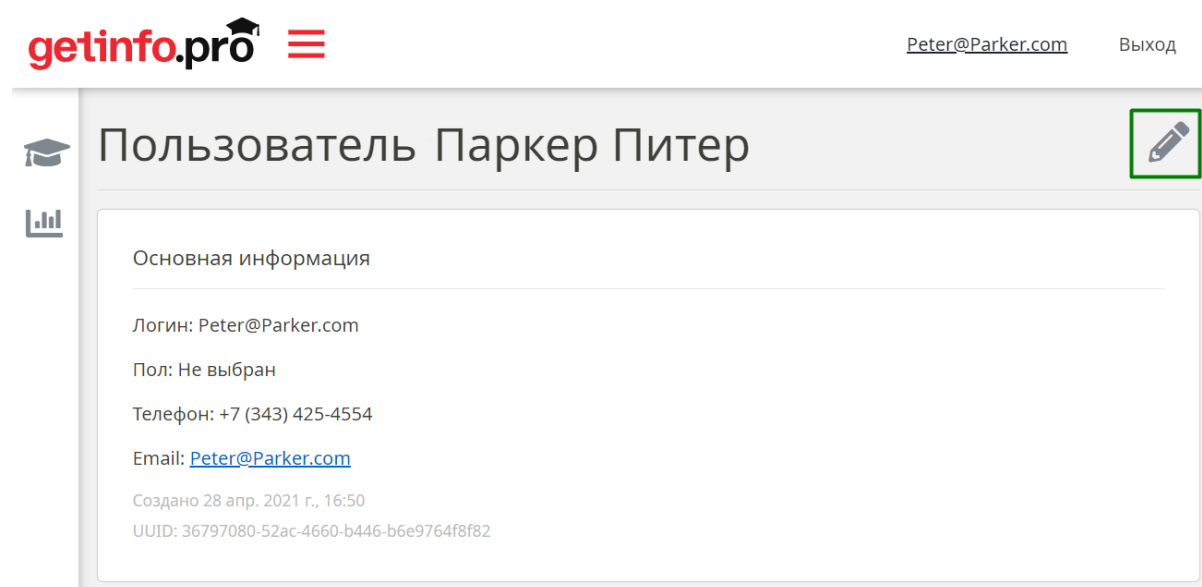 getinfo.pro
Peter@Parker.com Выход
Пользователь Паркер Питер
Основная информация
Логин: Peter@Parker.com
Пол: Не выбран
Телефон: +7 (343) 425-4554
Email: Peter@Parker.com
Создано 28 апр. 2021 г., 16:50
UUID: 36797080-52ac-4660-b446-b6e9764f8f82